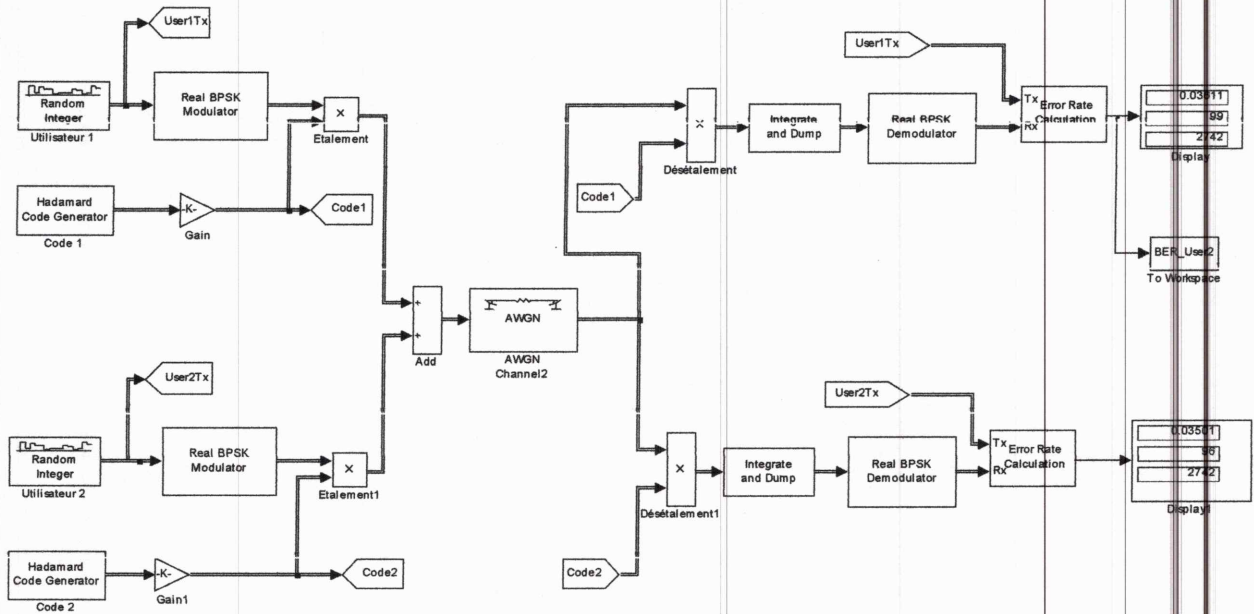 User1Tx
Random
Integer
Utilisateur 1
Real BPSK
Modulator
×
Etalement
Hadamard
Code Generator
Code 1
-K-
Gain
Code1
User2Tx
Random
Integer
Utilisateur 2
Real BPSK
Modulator
×
Etalement1
Hadamard
Code Generator
Code 2
-K-
Gain1
Code2
+
+
Add
AWGN
AWGN
Channel2
User1Tx
×
Désétalement
Code1
Integrate
and Dump
Real BPSK
Demodulator
Tx
Rx
Error Rate
Calculation
99
2742
Display
BER_User2
To Workspace
User2Tx
×
Désétalement1
Code2
Integrate
and Dump
Real BPSK
Demodulator
Tx
Rx
Error Rate
Calculation
0.03501
96
2742
Display1